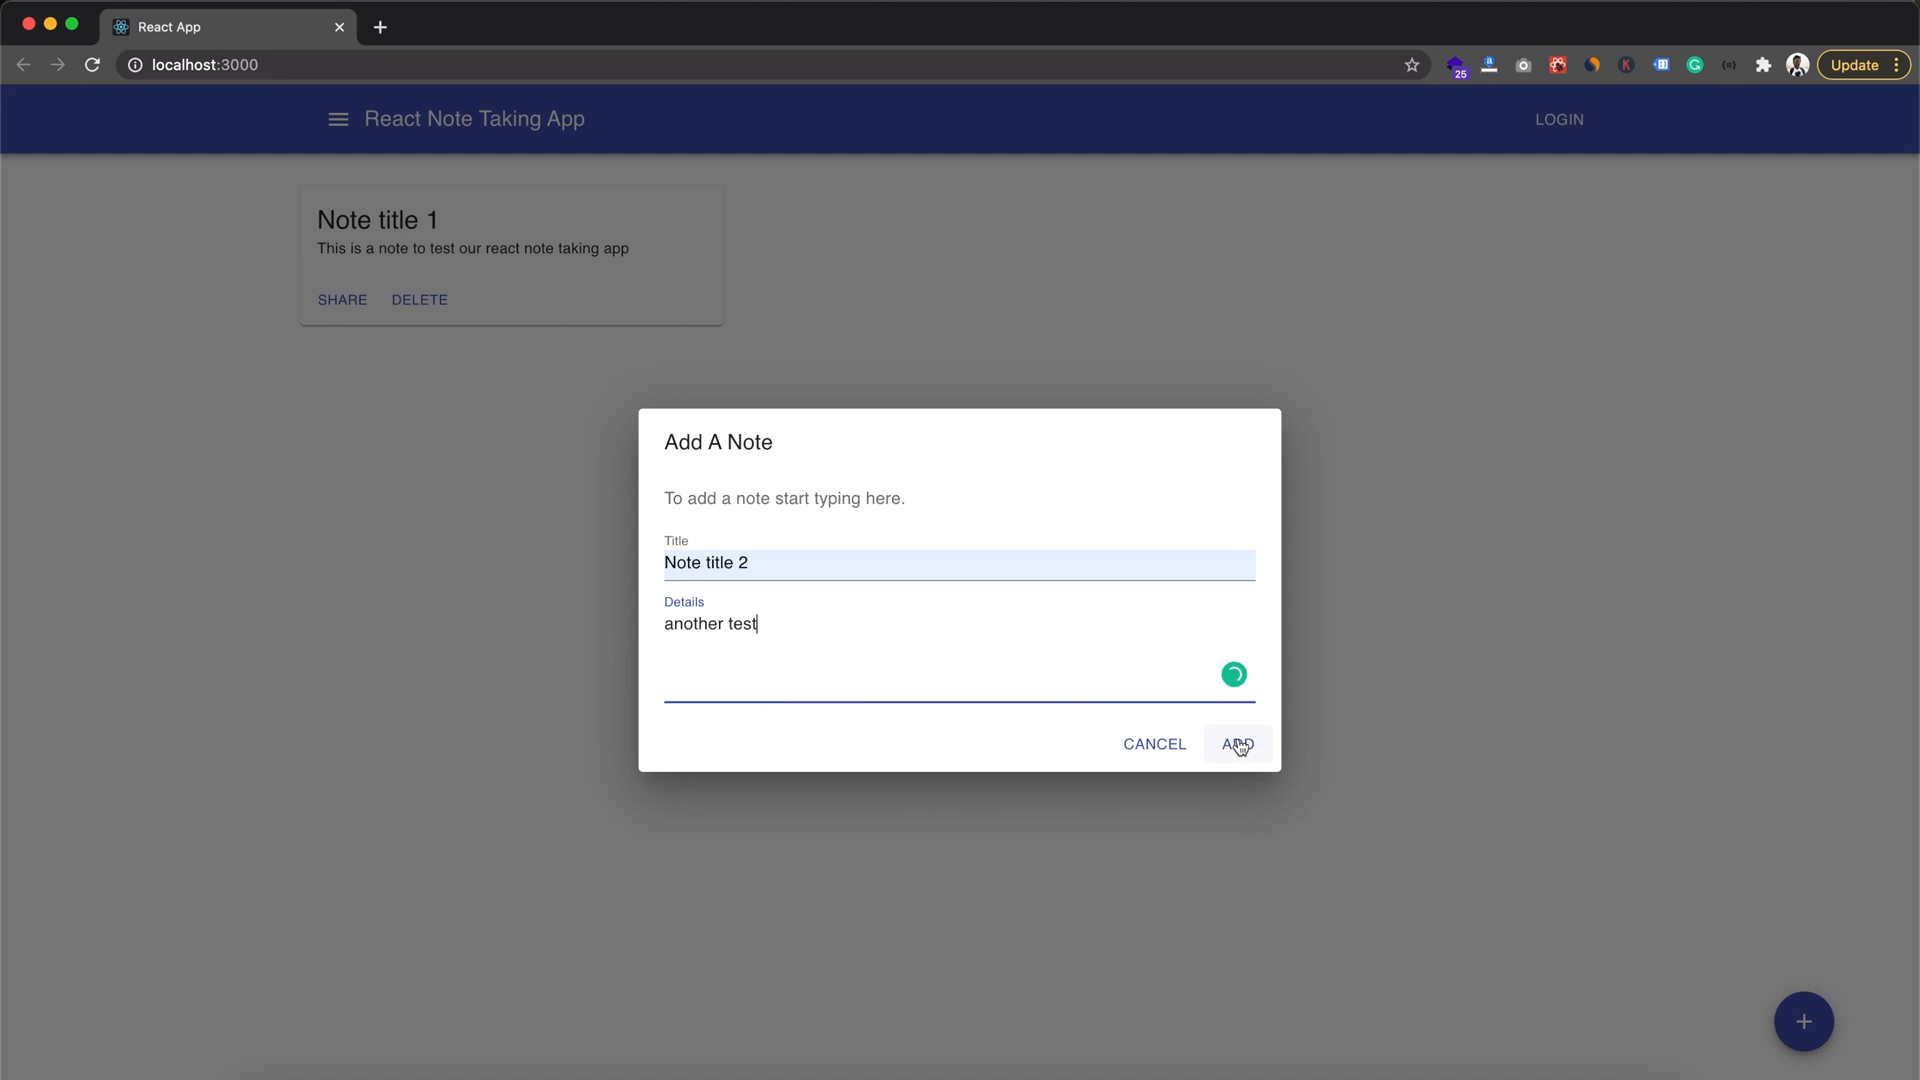 React App
localhost:3000
25
Update
React Note Taking App
LOGIN
Note title 1
This is a note to test our react note taking app
SHARE DELETE
Add A Note
To add a note start typing here.
Title
Note title 2
Details
another test
CANCEL ADD